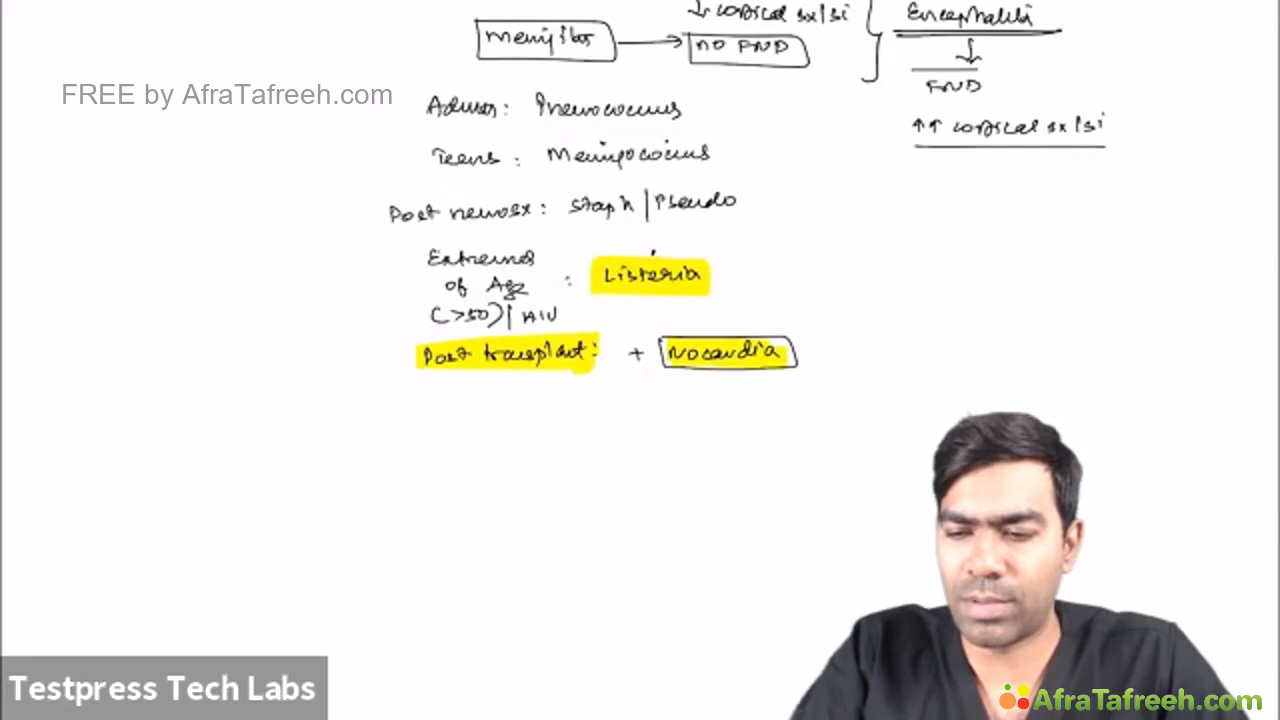 ↓ cortical sx/si
Meningitis → NO FND } Encephalitis
↓
FND
FREE by AfraTafreeh.com
Adults: Pneumococcus
↑↑ cortical sx/si
Teens: Meningococcus
Post neurosx: Staph | Pseudo
Extremes
of Age : Listeria
(>50) | HIV
Post transplant: + Nocardia
Testpress Tech Labs
AfraTafreeh.com